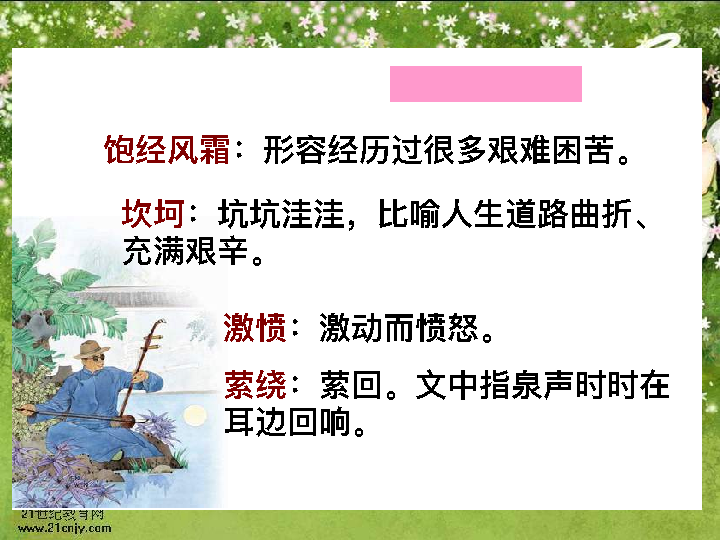 饱经风霜：形容经历过很多艰难困苦。
坎坷：坑坑洼洼，比喻人生道路曲折、
充满艰辛。
激愤：激动而愤怒。
萦绕：萦回。文中指泉声时时在
耳边回响。
21世纪教育网
www.21cnjy.com